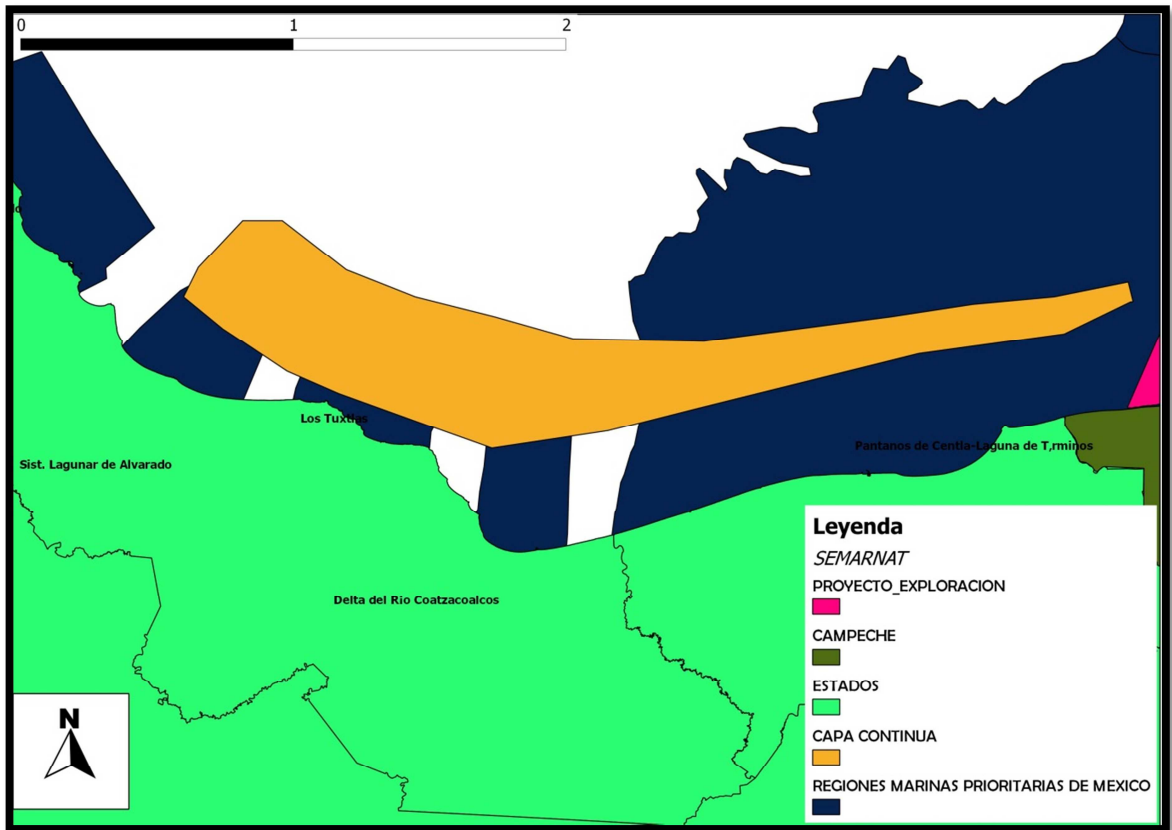 0 1 2
Los Tuxtlas
Pantanos de Centla-Laguna de T,rminos
Sist. Lagunar de Alvarado
Delta del Rio Coatzacoalcos
N
Leyenda
SEMARNAT
PROYECTO_EXPLORACION
CAMPECHE
ESTADOS
CAPA CONTINUA
REGIONES MARINAS PRIORITARIAS DE MEXICO